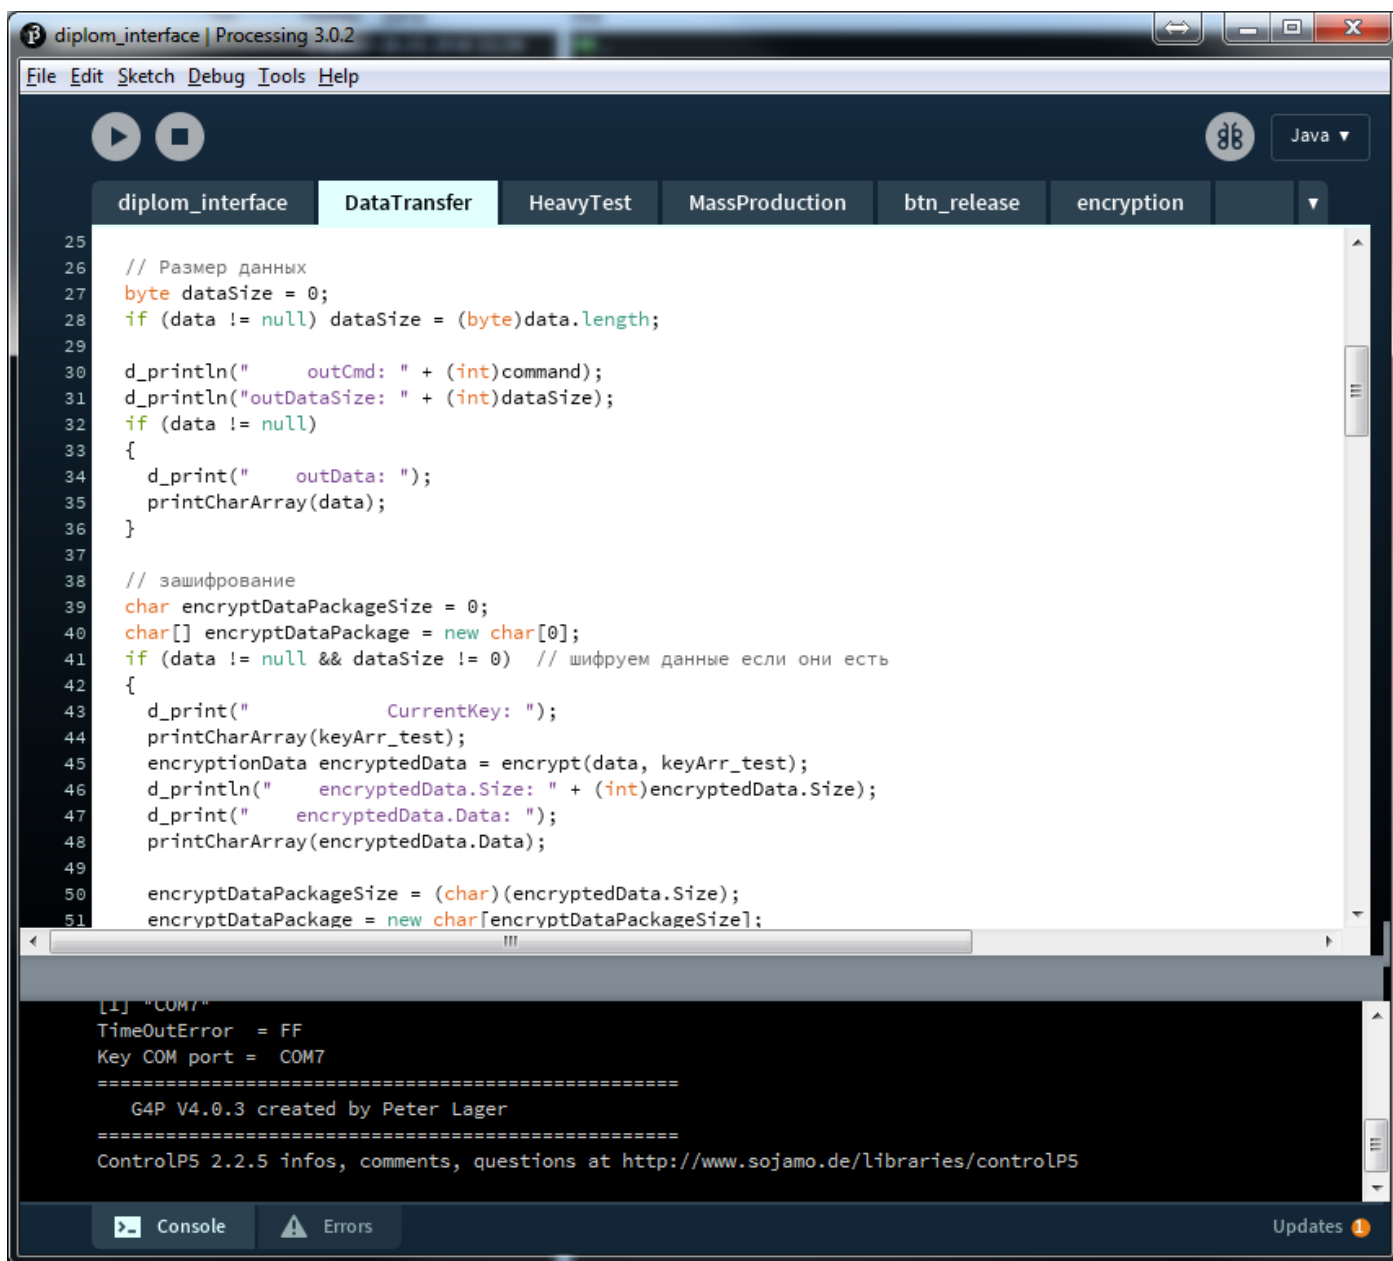 diplom_interface | Processing 3.0.2
File Edit Sketch Debug Tools Help
Java ▼
diplom_interface DataTransfer HeavyTest MassProduction btn_release encryption ▼
25
26 // Размер данных
27 byte dataSize = 0;
28 if (data != null) dataSize = (byte)data.length;
29
30 d_println("     outCmd: " + (int)command);
31 d_println("outDataSize: " + (int)dataSize);
32 if (data != null)
33 {
34   d_print("    outData: ");
35   printCharArray(data);
36 }
37
38 // зашифрование
39 char encryptDataPackageSize = 0;
40 char[] encryptDataPackage = new char[0];
41 if (data != null && dataSize != 0)  // шифруем данные если они есть
42 {
43   d_print("            CurrentKey: ");
44   printCharArray(keyArr_test);
45   encryptionData encryptedData = encrypt(data, keyArr_test);
46   d_println("    encryptedData.Size: " + (int)encryptedData.Size);
47   d_print("    encryptedData.Data: ");
48   printCharArray(encryptedData.Data);
49
50   encryptDataPackageSize = (char)(encryptedData.Size);
51   encryptDataPackage = new char[encryptDataPackageSize];
[1] "COM7"
TimeOutError  = FF
Key COM port =  COM7
===================================================
   G4P V4.0.3 created by Peter Lager
===================================================
ControlP5 2.2.5 infos, comments, questions at http://www.sojamo.de/libraries/controlP5
Console Errors Updates 1